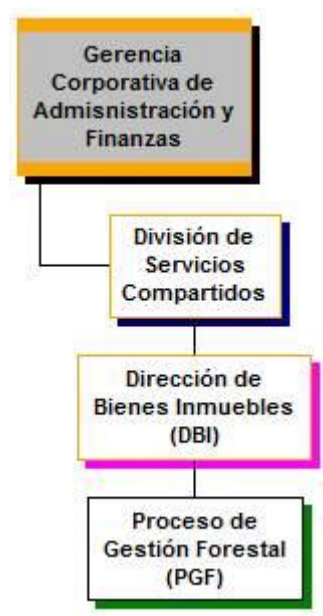 Gerencia
Corporativa de
Admisnistración y
Finanzas
División de
Servicios
Compartidos
Dirección de
Bienes Inmuebles
(DBI)
Proceso de
Gestión Forestal
(PGF)